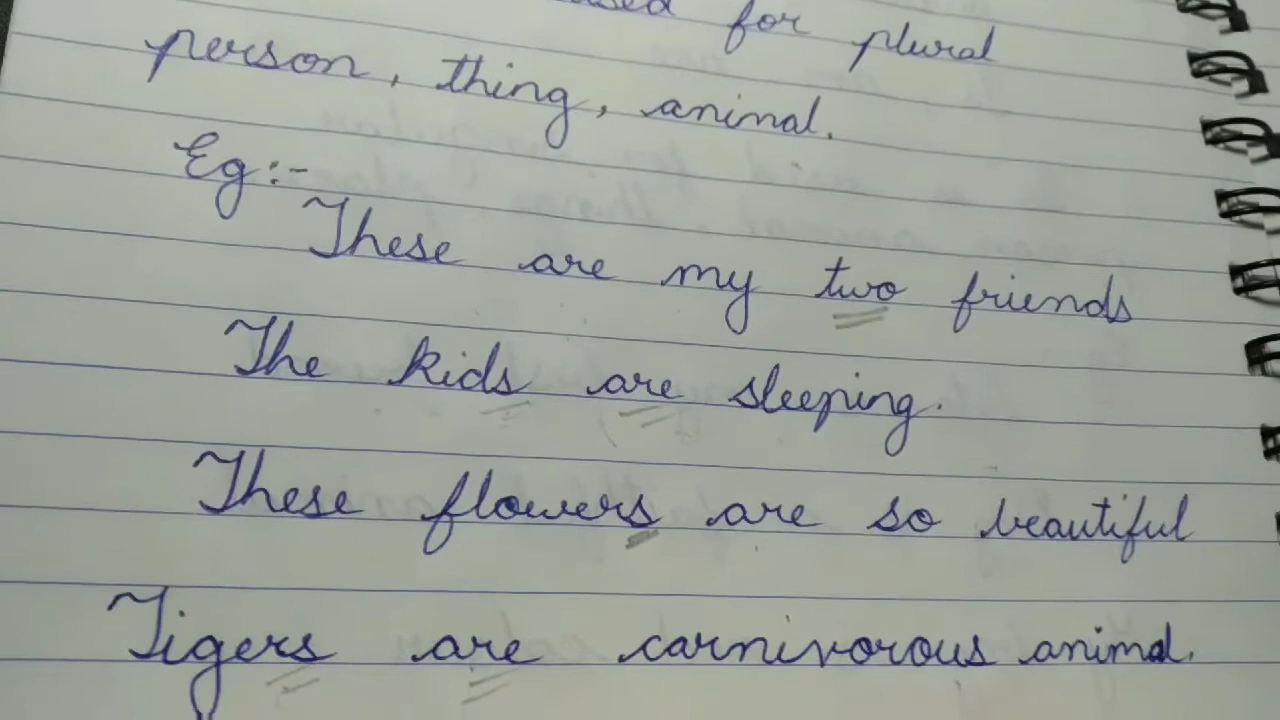 used for plural
person, thing, animal.
Eg:-
These are my two friends
The kids are sleeping.
These flowers are so beautiful
Tigers are carnivorous animal.